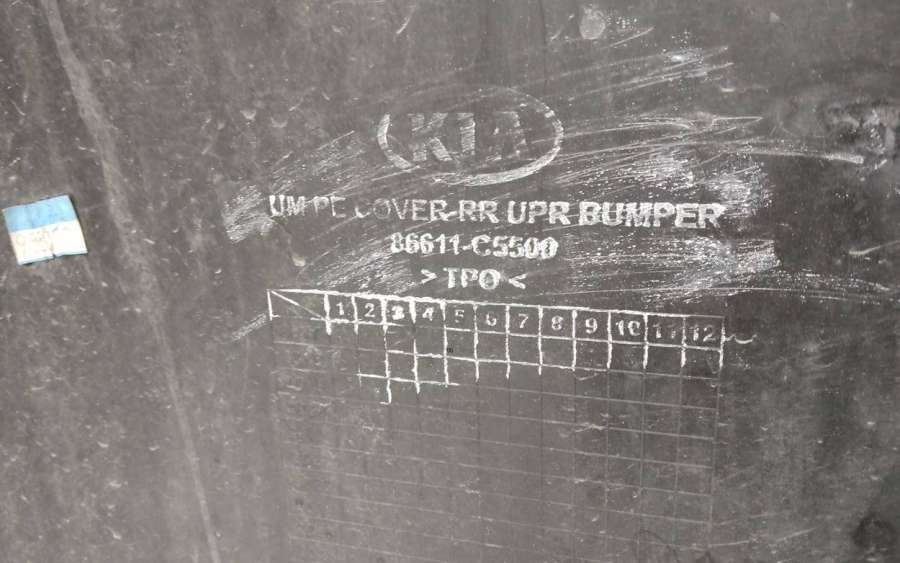 KIA
UM PE COVER-RR UPR BUMPER
86611-C5500
> TPO <
1 2 3 4 5 6 7 8 9 10 11 12